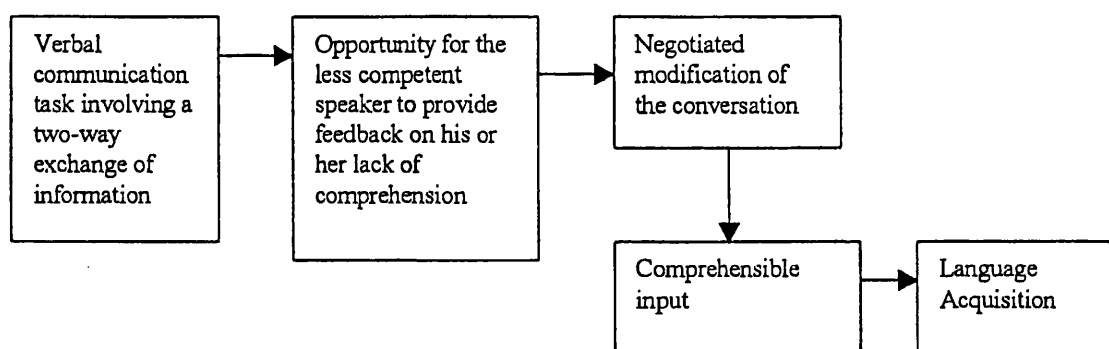 Verbal
communication
task involving a
two-way
exchange of
information
Opportunity for the
less competent
speaker to provide
feedback on his or
her lack of
comprehension
Negotiated
modification of
the conversation
Comprehensible
input
Language
Acquisition